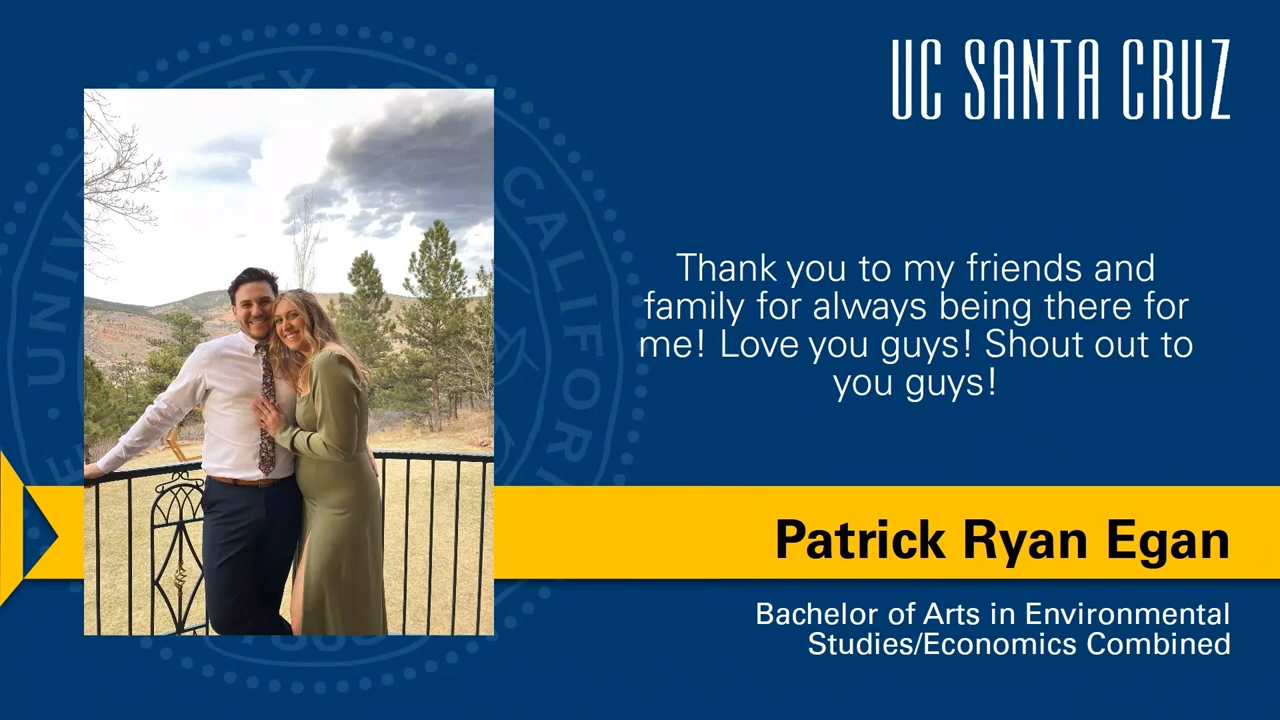 UC SANTA CRUZ
Thank you to my friends and
family for always being there for
me! Love you guys! Shout out to
you guys!
Patrick Ryan Egan
Bachelor of Arts in Environmental
Studies/Economics Combined